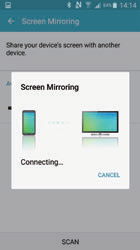 14:14
Screen Mirroring
Share your device's screen with another
device.
Screen Mirroring
Connecting...
CANCEL
SCAN